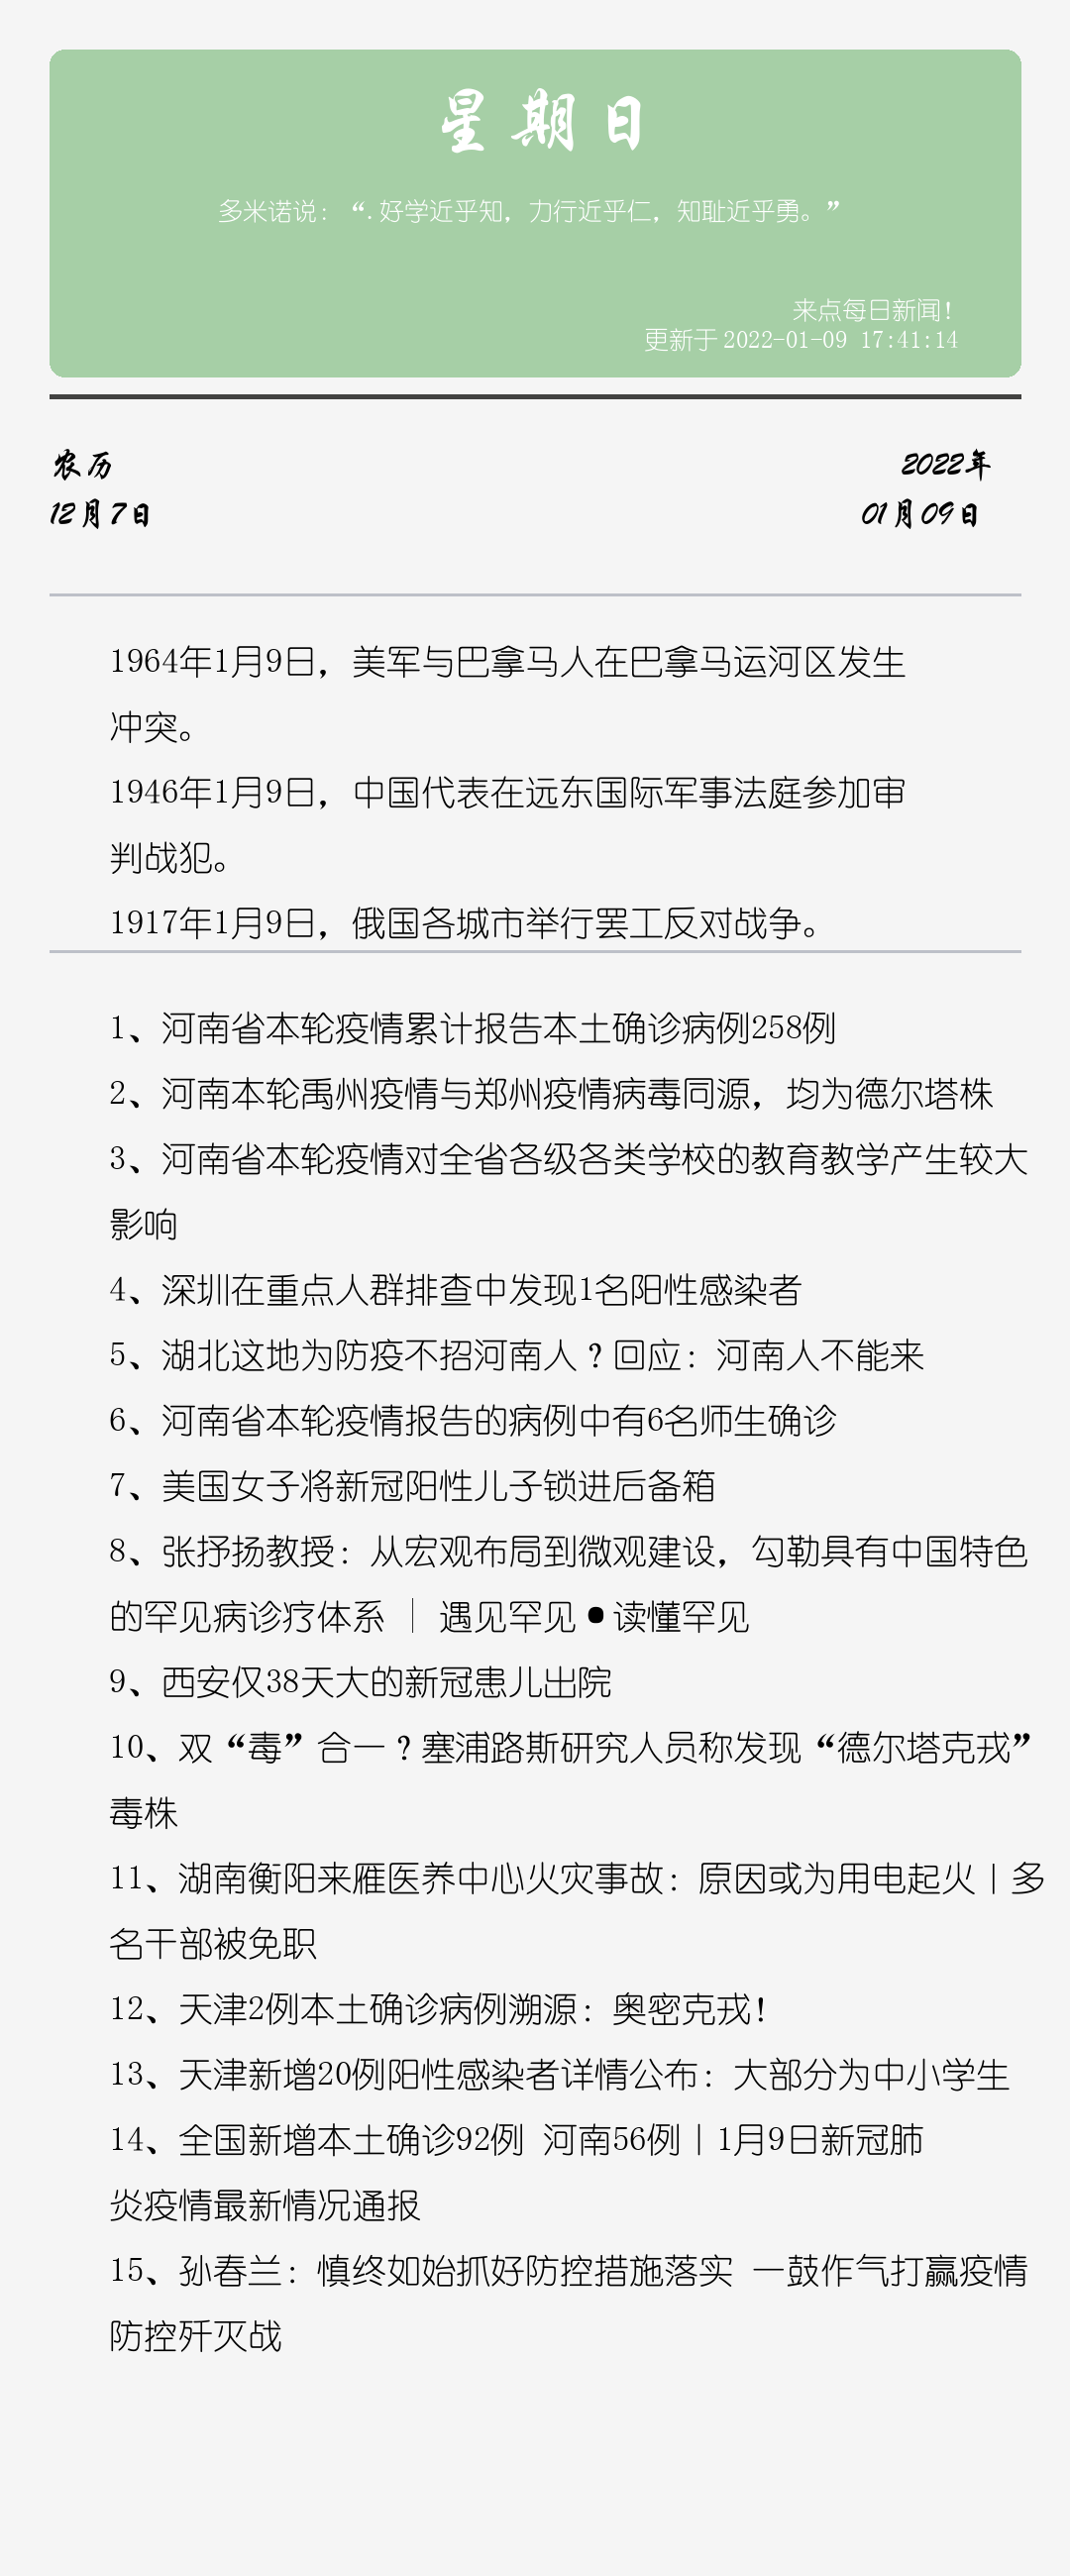 星期日
多米诺说：“.好学近乎知，力行近乎仁，知耻近乎勇。”
来点每日新闻！
更新于 2022-01-09 17:41:14
农历
2022年
12月7日
01月09日
1964年1月9日，美军与巴拿马人在巴拿马运河区发生
冲突。
1946年1月9日，中国代表在远东国际军事法庭参加审
判战犯。
1917年1月9日，俄国各城市举行罢工反对战争。
1、河南省本轮疫情累计报告本土确诊病例258例
2、河南本轮禹州疫情与郑州疫情病毒同源，均为德尔塔株
3、河南省本轮疫情对全省各级各类学校的教育教学产生较大
影响
4、深圳在重点人群排查中发现1名阳性感染者
5、湖北这地为防疫不招河南人？回应：河南人不能来
6、河南省本轮疫情报告的病例中有6名师生确诊
7、美国女子将新冠阳性儿子锁进后备箱
8、张抒扬教授：从宏观布局到微观建设，勾勒具有中国特色
的罕见病诊疗体系 ｜ 遇见罕见●读懂罕见
9、西安仅38天大的新冠患儿出院
10、双“毒”合一？塞浦路斯研究人员称发现“德尔塔克戎”
毒株
11、湖南衡阳来雁医养中心火灾事故：原因或为用电起火丨多
名干部被免职
12、天津2例本土确诊病例溯源：奥密克戎！
13、天津新增20例阳性感染者详情公布：大部分为中小学生
14、全国新增本土确诊92例 河南56例丨1月9日新冠肺
炎疫情最新情况通报
15、孙春兰：慎终如始抓好防控措施落实 一鼓作气打赢疫情
防控歼灭战